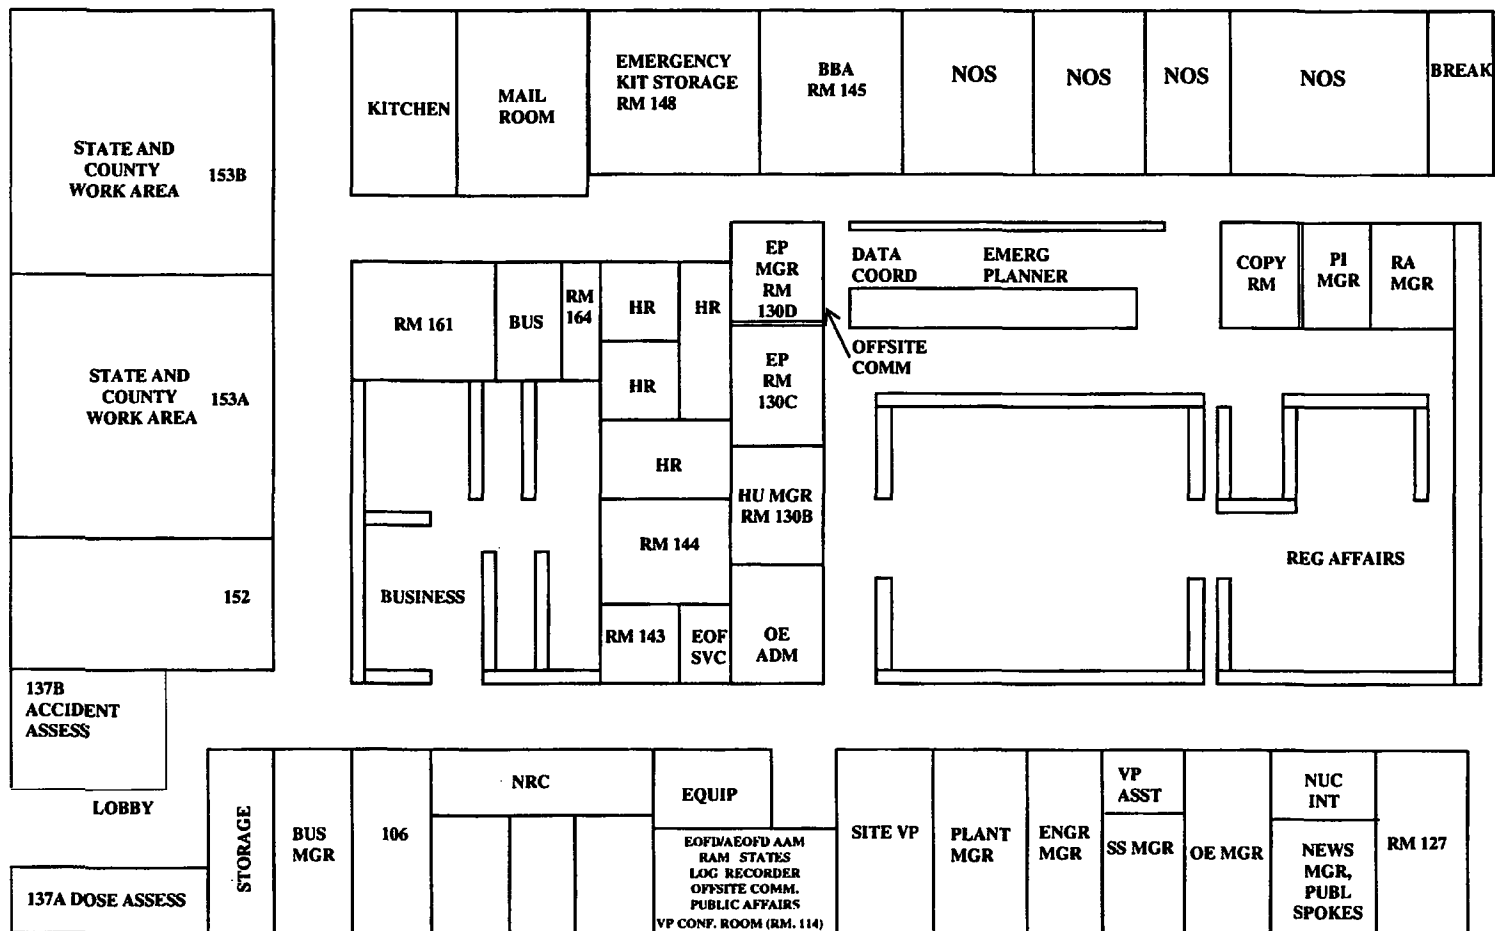 KITCHEN
MAIL
ROOM
EMERGENCY
KIT STORAGE
RM 148
BBA
RM 145
NOS
NOS
NOS
NOS
BREAK
STATE AND
COUNTY
WORK AREA
153B
STATE AND
COUNTY
WORK AREA
153A
152
137B
ACCIDENT
ASSESS
LOBBY
137A DOSE ASSESS
RM 161
BUS
RM
164
HR
HR
HR
HR
RM 144
RM 143
EOF
SVC
BUSINESS
EP
MGR
RM
130D
EP
RM
130C
HU MGR
RM 130B
OE
ADM
DATA
COORD
EMERG
PLANNER
OFFSITE
COMM
COPY
RM
PI
MGR
RA
MGR
REG AFFAIRS
STORAGE
BUS
MGR
106
NRC
EQUIP
EOFD/AEOFD AAM
RAM STATES
LOG RECORDER
OFFSITE COMM.
PUBLIC AFFAIRS
VP CONF. ROOM (RM. 114)
SITE VP
PLANT
MGR
ENGR
MGR
VP
ASST
SS MGR
OE MGR
NUC
INT
NEWS
MGR,
PUBL
SPOKES
RM 127